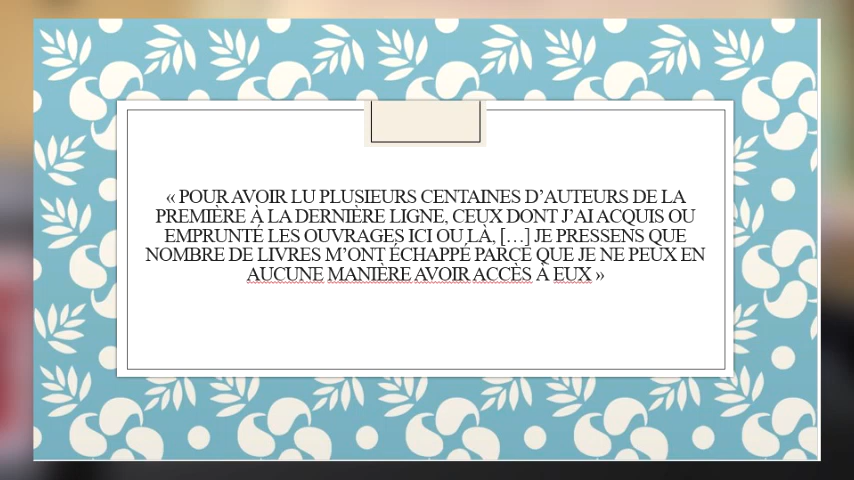 « POUR AVOIR LU PLUSIEURS CENTAINES D’AUTEURS DE LA
PREMIÈRE À LA DERNIÈRE LIGNE, CEUX DONT J’AI ACQUIS OU
EMPRUNTÉ LES OUVRAGES ICI OU LÀ, […] JE PRESSENS QUE
NOMBRE DE LIVRES M’ONT ÉCHAPPÉ PARCE QUE JE NE PEUX EN
AUCUNE MANIÈRE AVOIR ACCÈS À EUX »